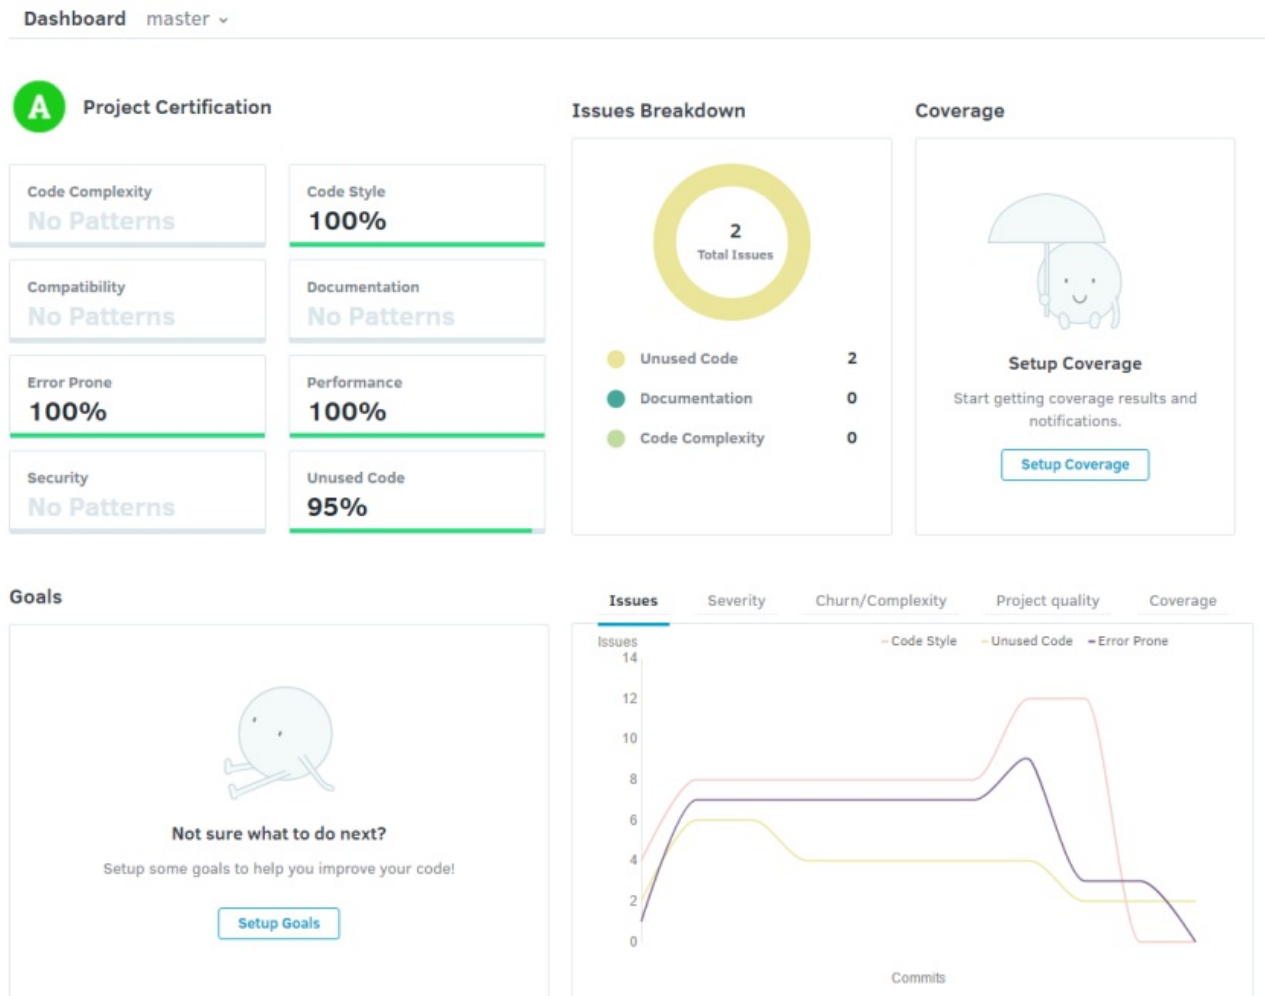 Dashboard master
A Project Certification
Code Complexity
No Patterns
Code Style
100%
Compatibility
No Patterns
Documentation
No Patterns
Error Prone
100%
Performance
100%
Security
No Patterns
Unused Code
95%
Issues Breakdown
2
Total Issues
Unused Code 2
Documentation 0
Code Complexity 0
Coverage
Setup Coverage
Start getting coverage results and
notifications.
Setup Coverage
Goals
Not sure what to do next?
Setup some goals to help you improve your code!
Setup Goals
Issues Severity Churn/Complexity Project quality Coverage
Issues
Code Style Unused Code Error Prone
14
12
10
8
6
4
2
0
Commits